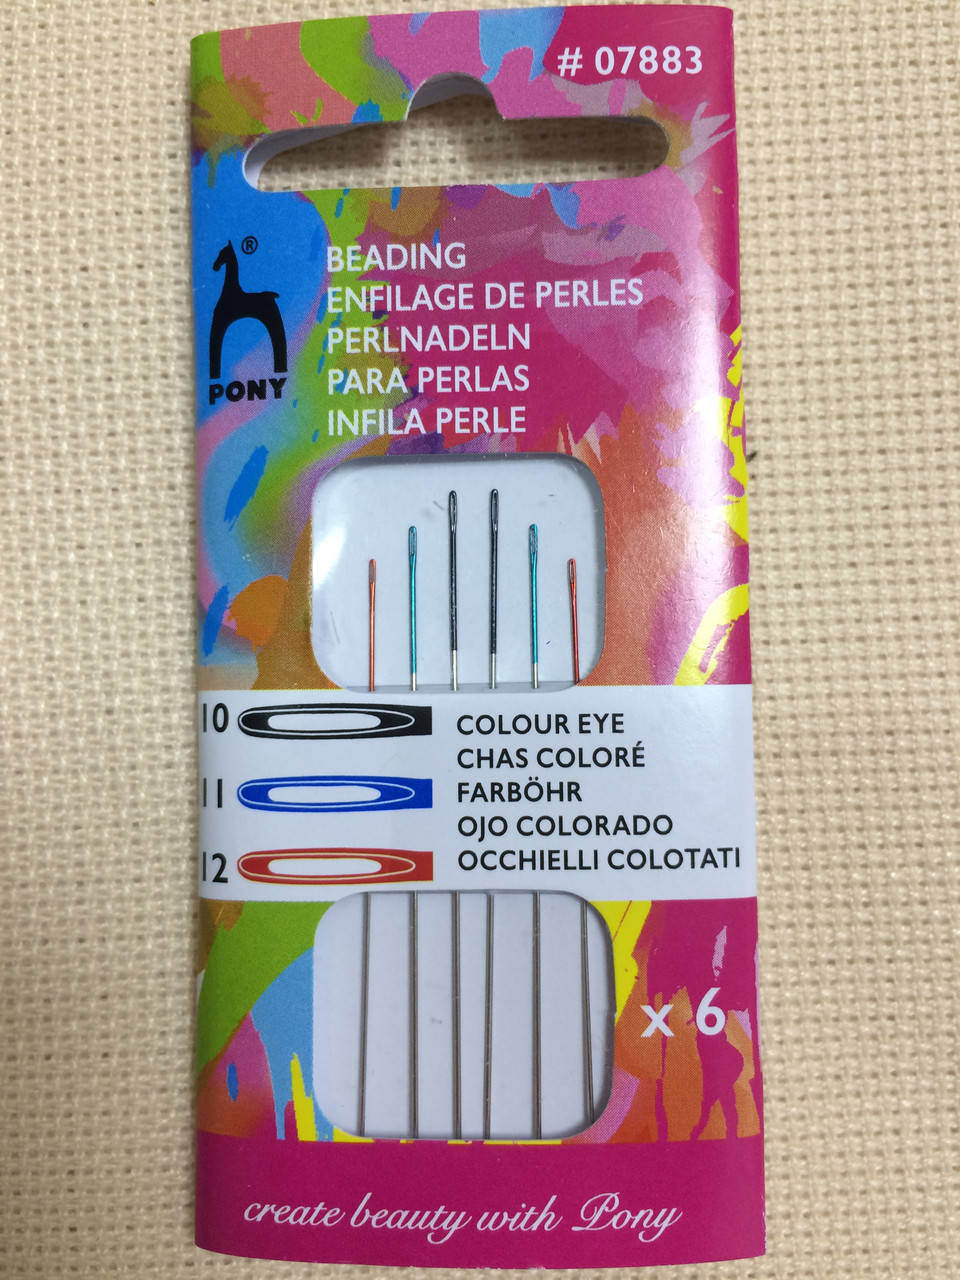 # 07883
®
PONY
BEADING
ENFILAGE DE PERLES
PERLNADELN
PARA PERLAS
INFILA PERLE
10
11
12
COLOUR EYE
CHAS COLORÉ
FARBÖHR
OJO COLORADO
OCCHIELLI COLOTATI
x 6
create beauty with Pony